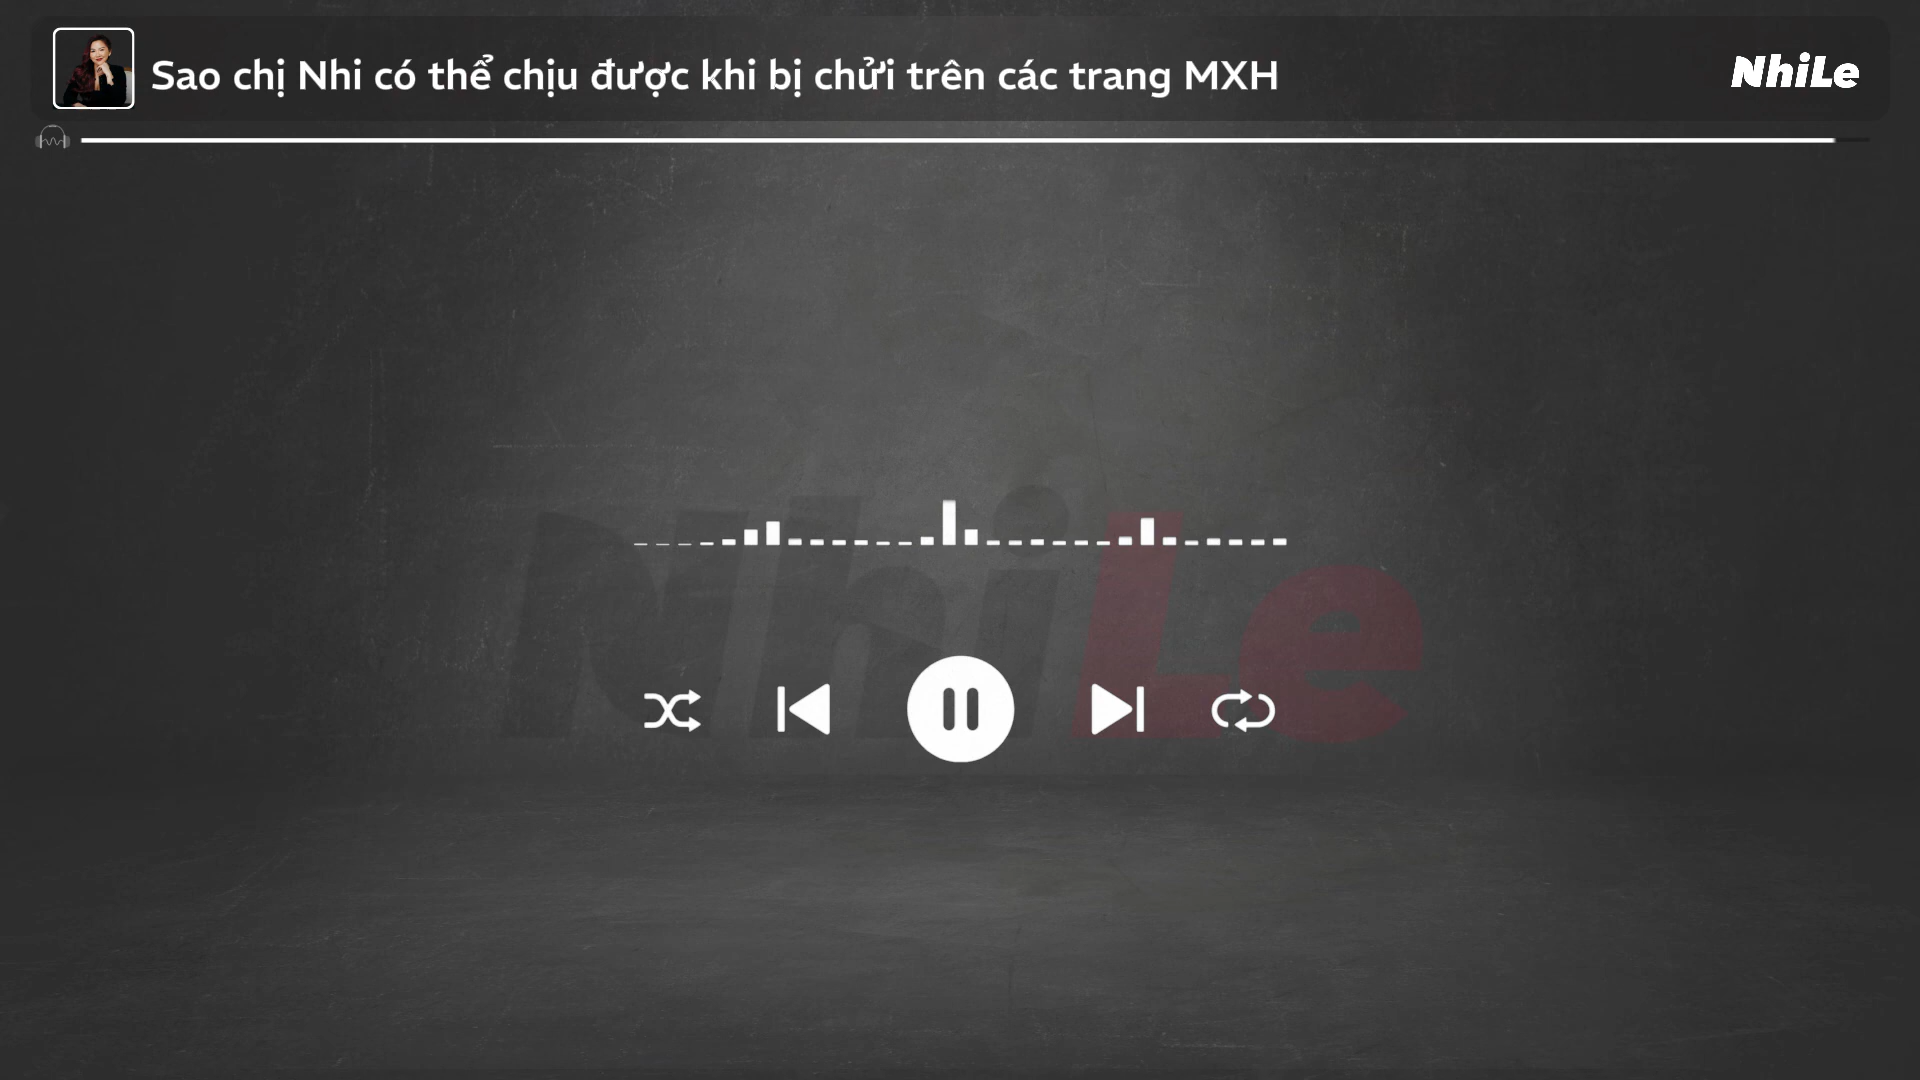 Sao chị Nhi có thể chịu được khi bị chửi trên các trang MXH
NhiLe
NhiLe